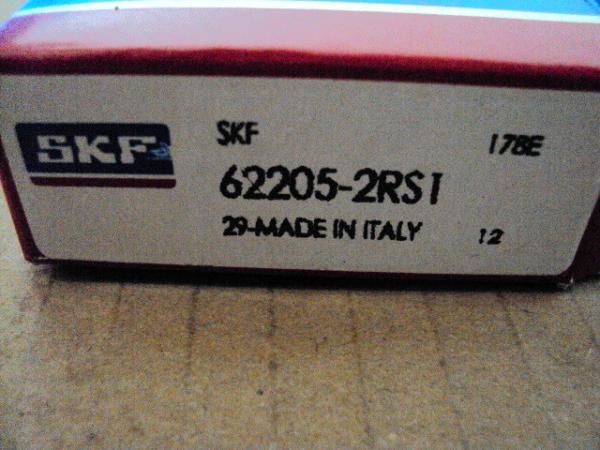 SKF
SKF 178E
62205-2RS1
29-MADE IN ITALY 12